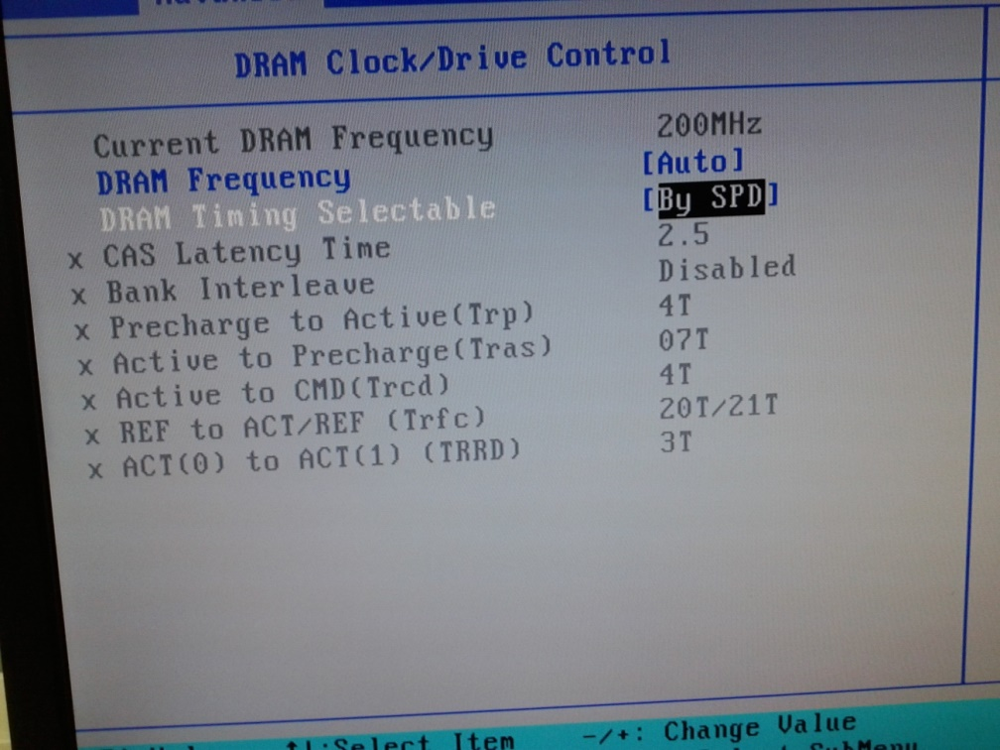 DRAM Clock/Drive Control
Current DRAM Frequency 200MHz
DRAM Frequency [Auto]
DRAM Timing Selectable [By SPD]
x CAS Latency Time 2.5
x Bank Interleave Disabled
x Precharge to Active(Trp) 4T
x Active to Precharge(Tras) 07T
x Active to CMD(Trcd) 4T
x REF to ACT/REF (Trfc) 20T/21T
x ACT(0) to ACT(1) (TRRD) 3T
↑↓:Select Item -/+: Change Value
SubMenu